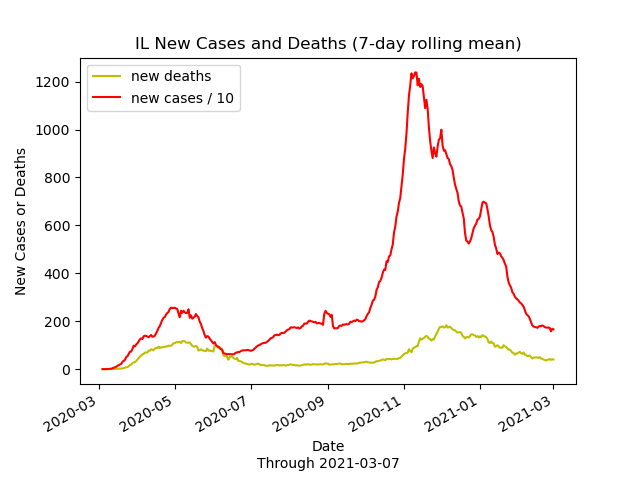 IL New Cases and Deaths (7-day rolling mean)
new deaths
new cases / 10
1200
1000
800
600
400
200
0
New Cases or Deaths
2020-03
2020-05
2020-07
2020-09
2020-11
2021-01
2021-03
Date
Through 2021-03-07